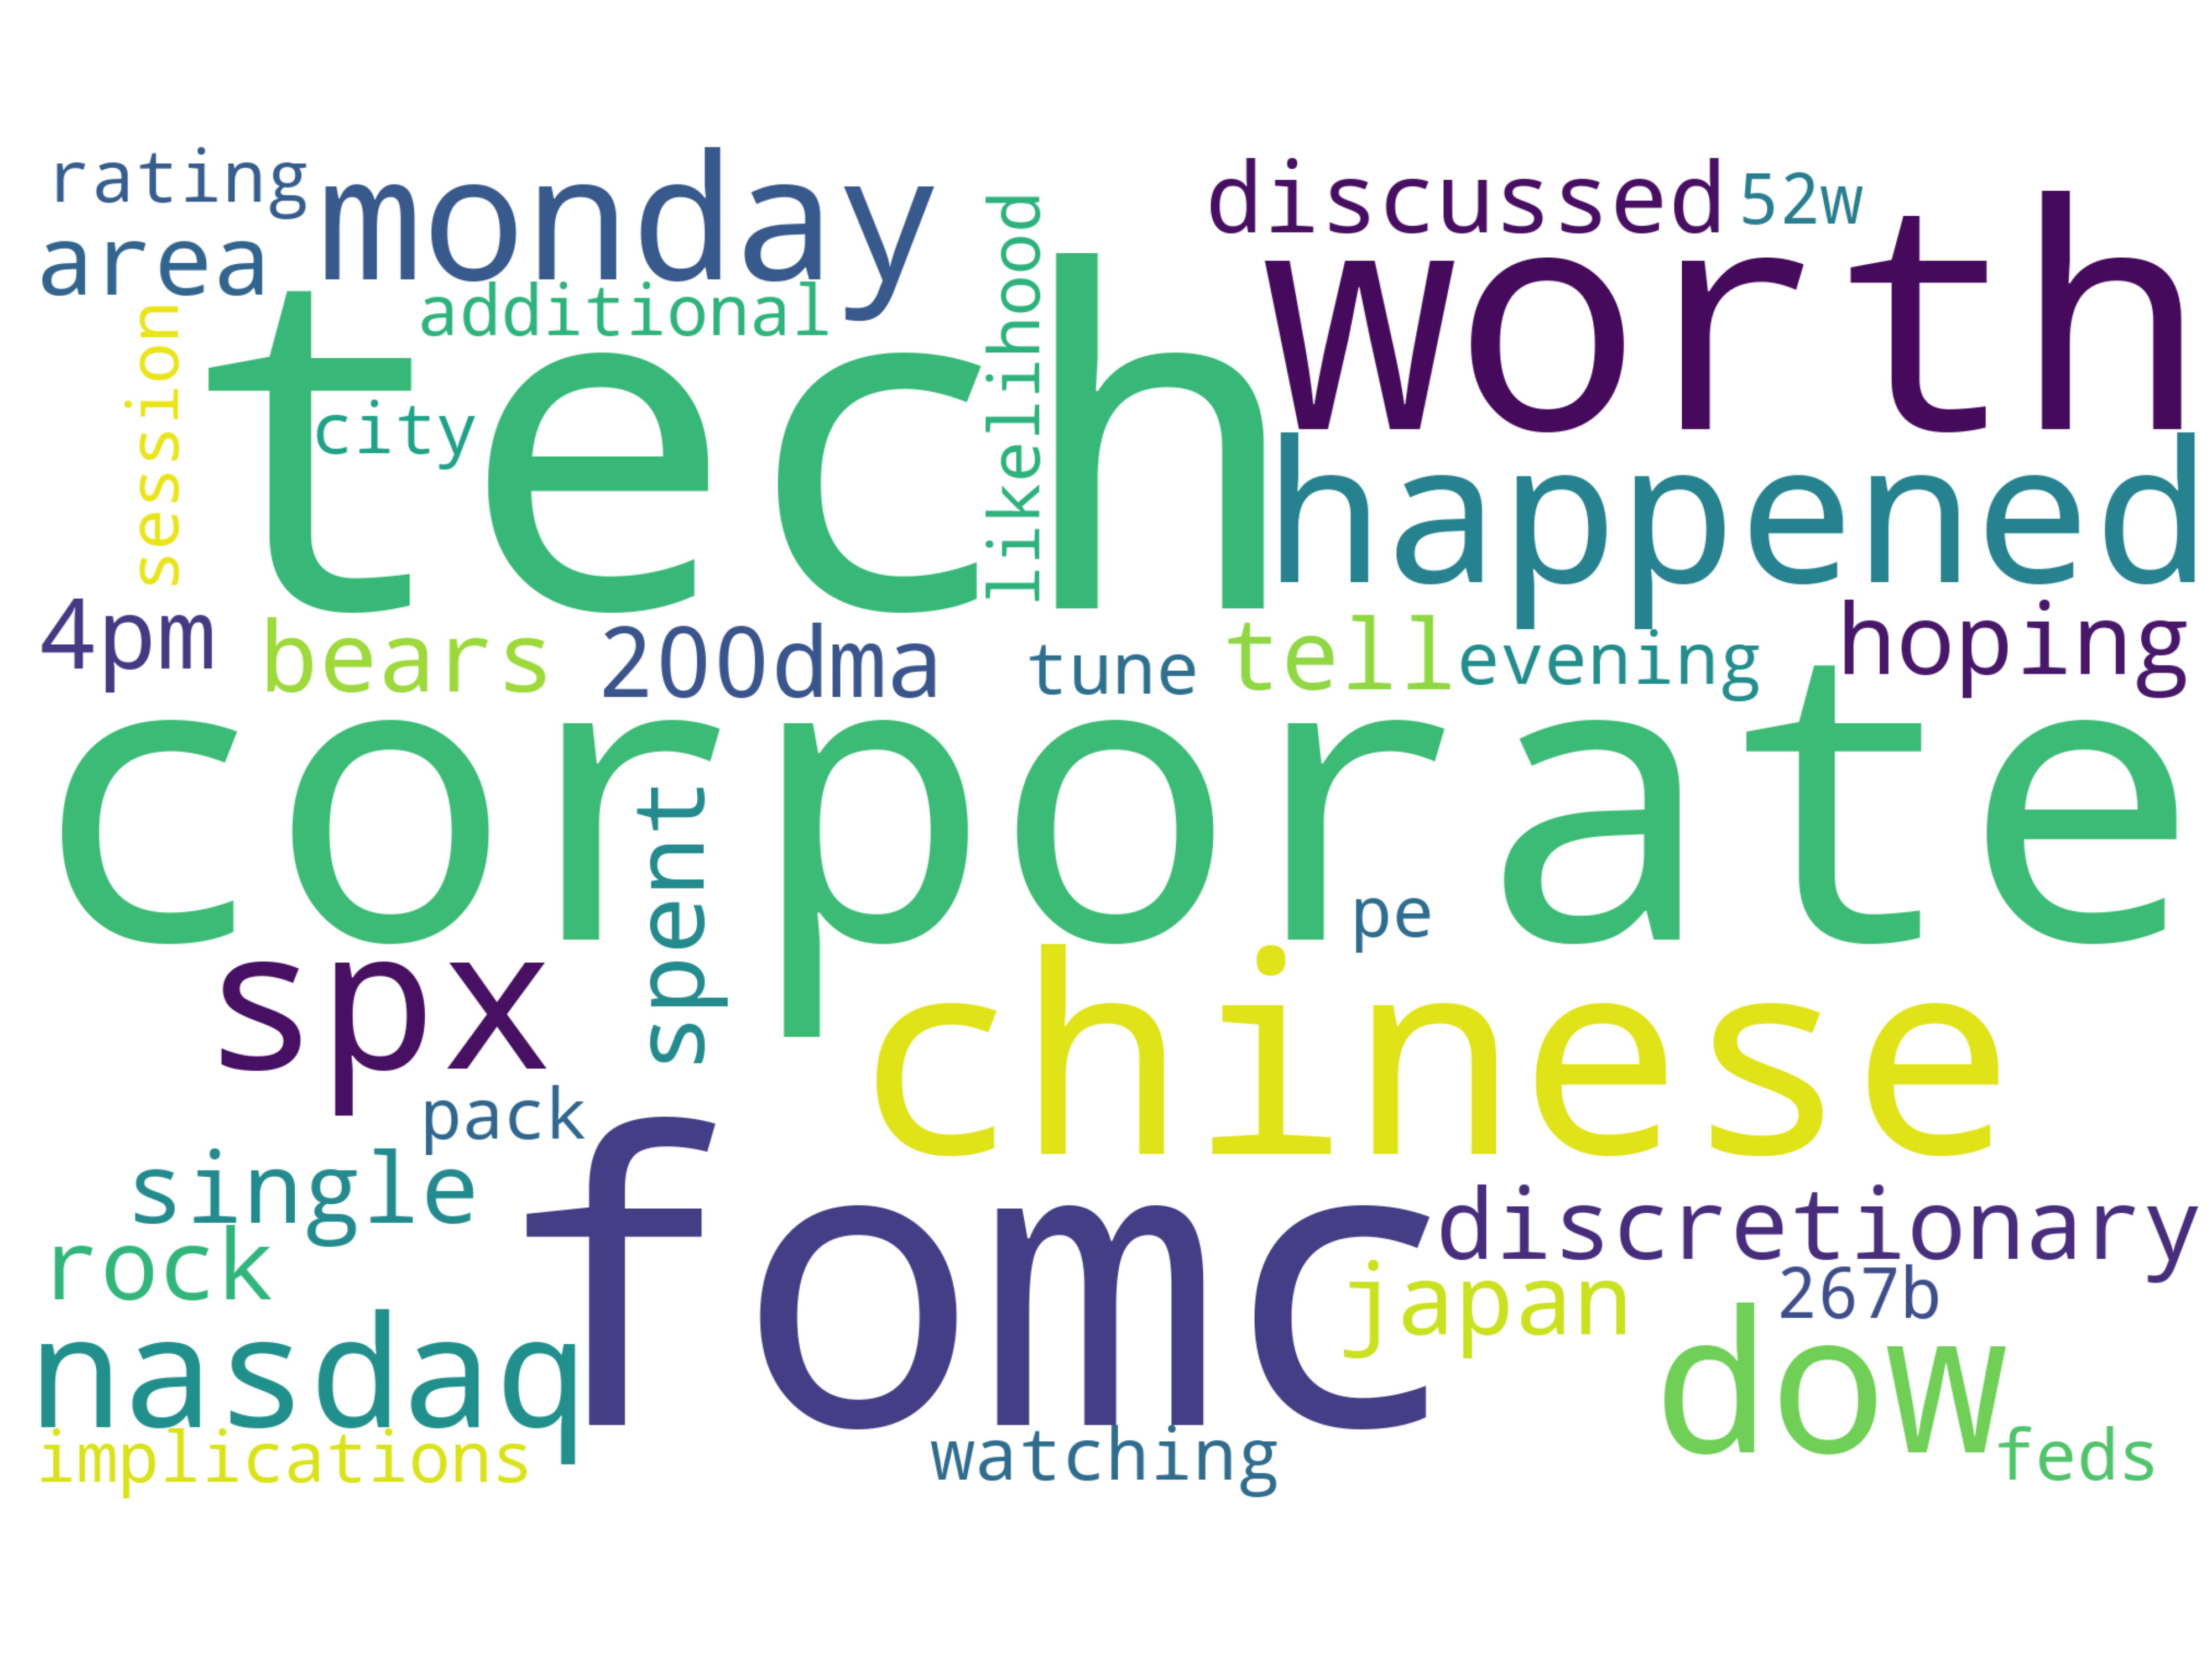 rating
monday
discussed
52w
area
additional
likelihood
worth
session
tech
city
happened
4pm
bears
200dma
tune
tell
evening
hoping
corporate
spent
pe
spx
chinese
pack
single
fomc
discretionary
rock
japan
267b
nasdaq
dow
implications
watching
feds